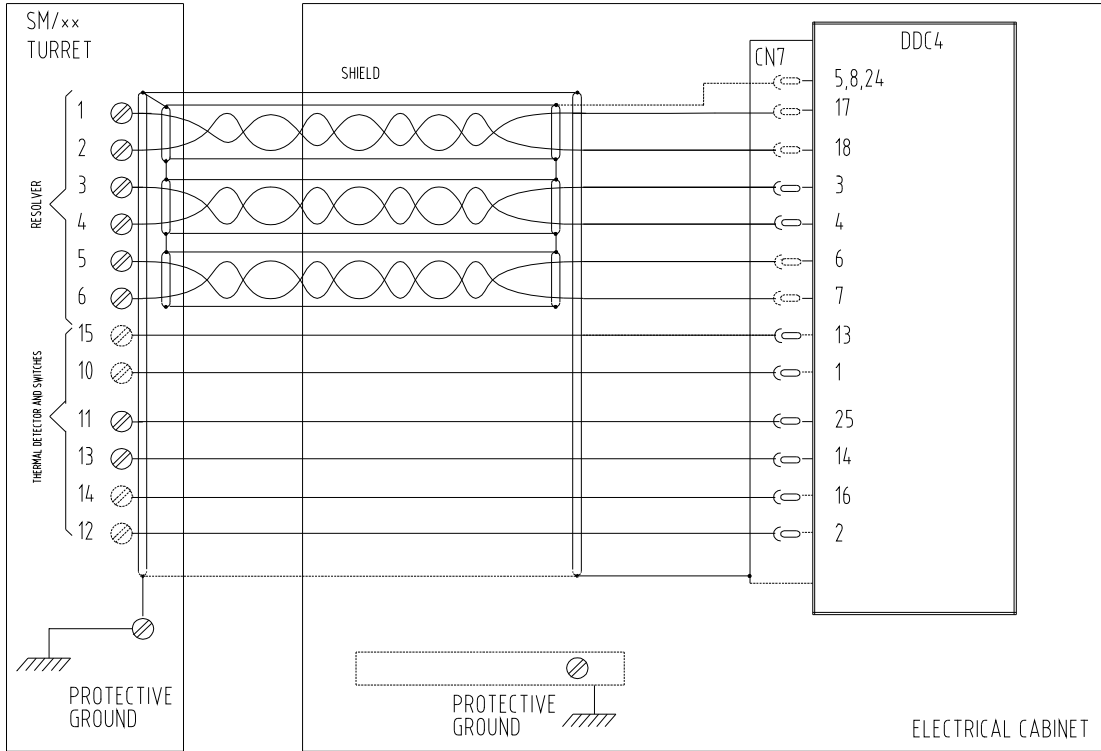 SM/xx
TURRET
SHIELD
DDC4
CN7
5,8,24
1
17
2
18
3
3
4
4
5
6
6
7
RESOLVER
15
13
10
1
11
25
13
14
14
16
12
2
THERMAL DETECTOR AND SWITCHES
PROTECTIVE
GROUND
PROTECTIVE
GROUND
ELECTRICAL CABINET